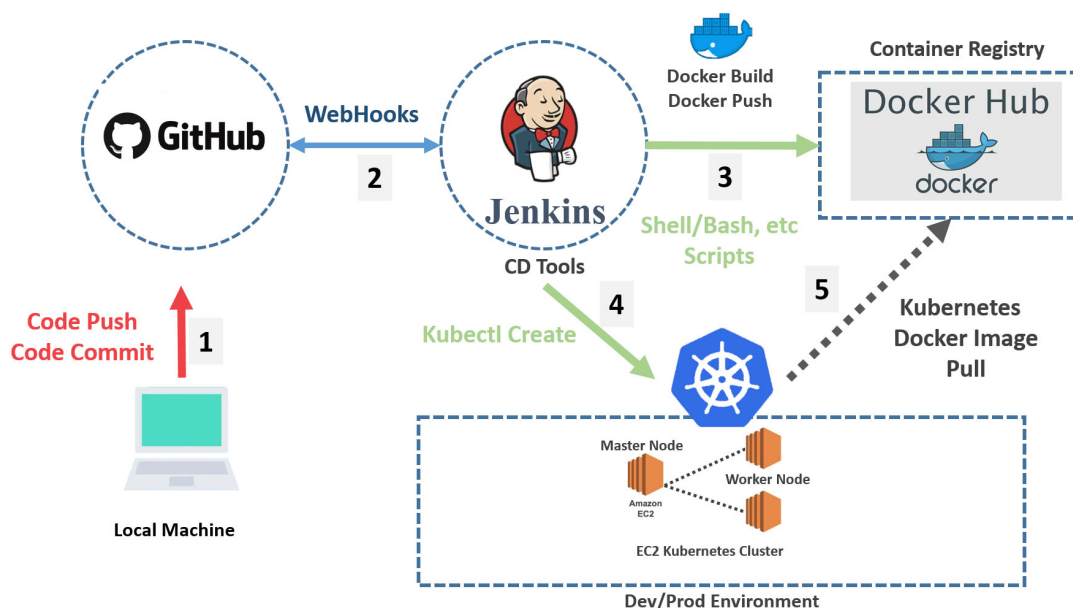 Container Registry
Docker Build
Docker Push
Docker Hub
docker
GitHub
WebHooks
2
Jenkins
3
Shell/Bash, etc
Scripts
CD Tools
4
5
Code Push
Code Commit
1
Kubectl Create
Kubernetes
Docker Image
Pull
Local Machine
Master Node
Amazon
EC2
Worker Node
EC2 Kubernetes Cluster
Dev/Prod Environment